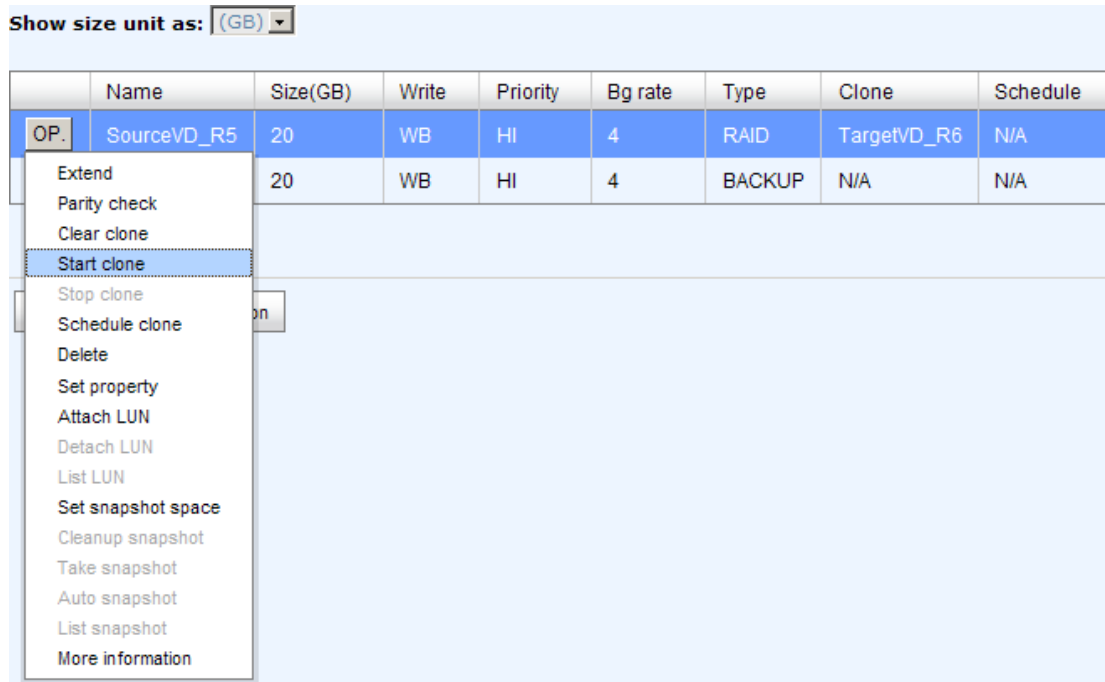 Show size unit as: (GB)
Name Size(GB) Write Priority Bg rate Type Clone Schedule
OP. SourceVD_R5 20 WB HI 4 RAID TargetVD_R6 N/A
20 WB HI 4 BACKUP N/A N/A
Extend
Parity check
Clear clone
Start clone
Stop clone
Schedule clone
Delete
Set property
Attach LUN
Detach LUN
List LUN
Set snapshot space
Cleanup snapshot
Take snapshot
Auto snapshot
List snapshot
More information